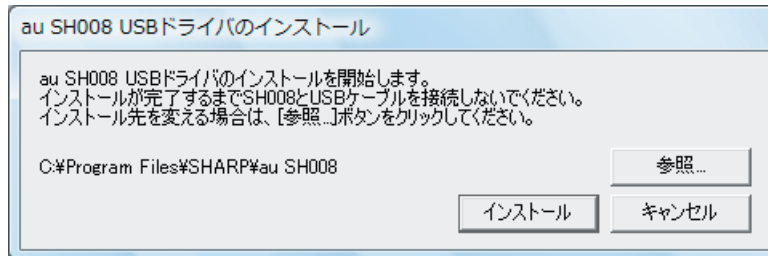 au SH008 USBドライバのインストール
au SH008 USBドライバのインストールを開始します。
インストールが完了するまでSH008とUSBケーブルを接続しないでください。
インストール先を変える場合は、[参照...]ボタンをクリックしてください。
C:¥Program Files¥SHARP¥au SH008
参照...
インストール
キャンセル